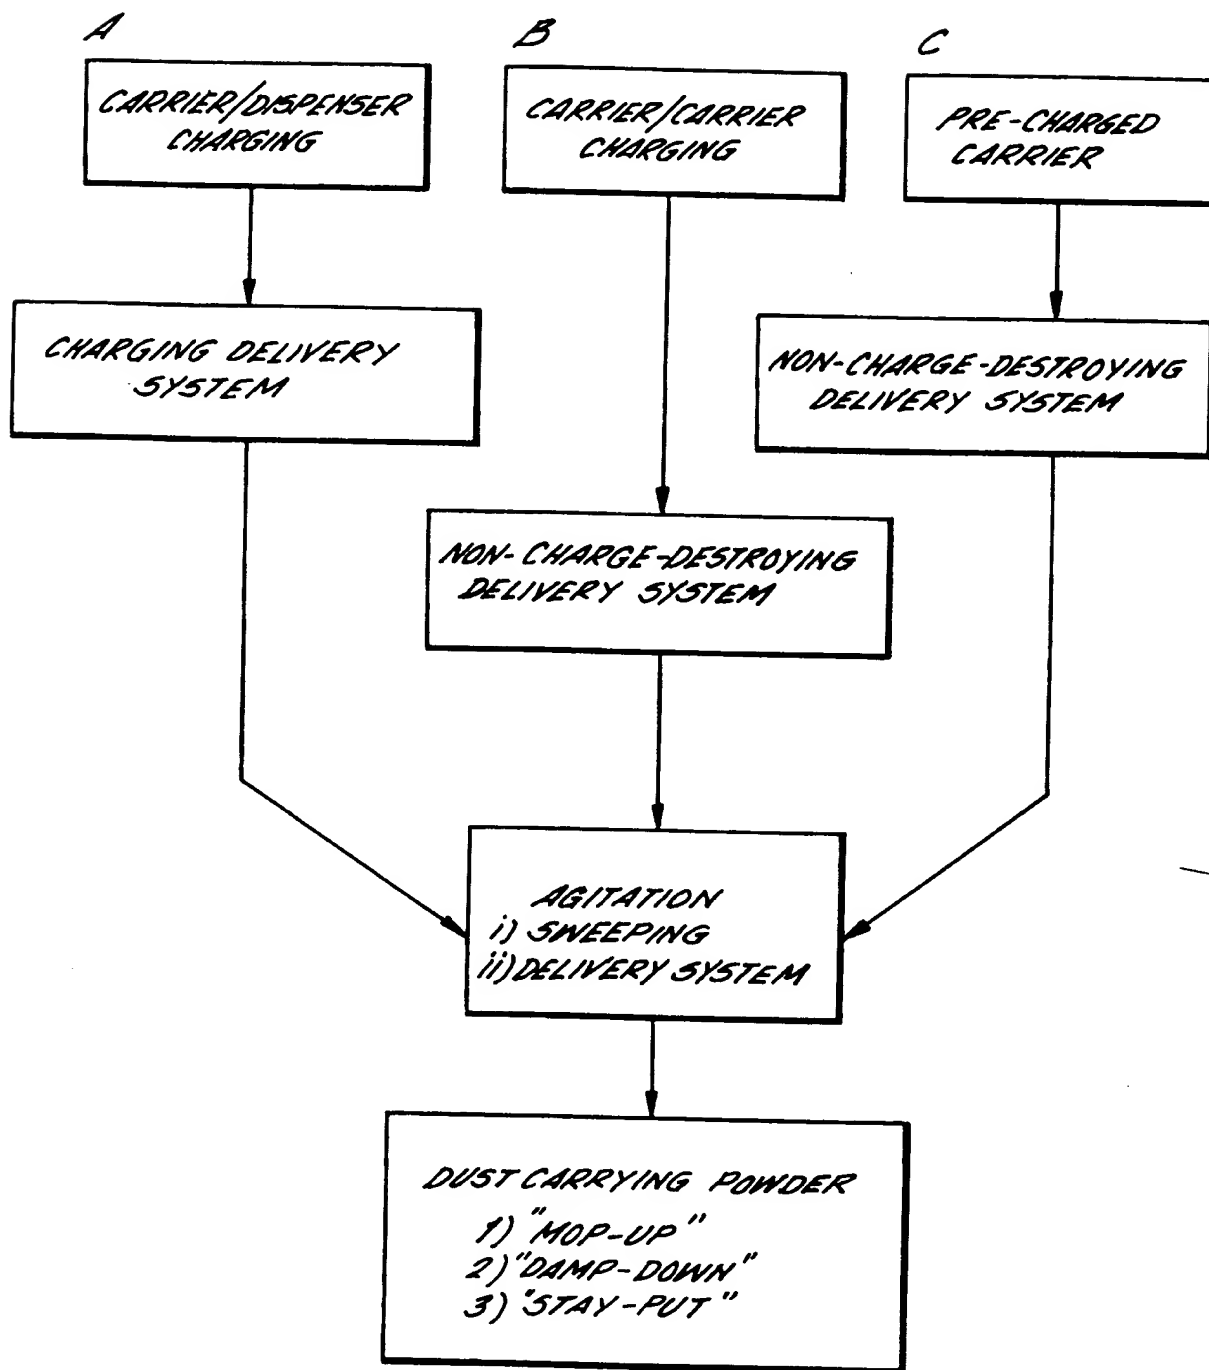 A
B
C
CARRIER/DISPENSER
CHARGING
CARRIER/CARRIER
CHARGING
PRE-CHARGED
CARRIER
CHARGING DELIVERY
SYSTEM
NON-CHARGE-DESTROYING
DELIVERY SYSTEM
NON-CHARGE-DESTROYING
DELIVERY SYSTEM
AGITATION
i) SWEEPING
ii) DELIVERY SYSTEM
DUST CARRYING POWDER
1) "MOP-UP"
2) "DAMP-DOWN"
3) "STAY-PUT"